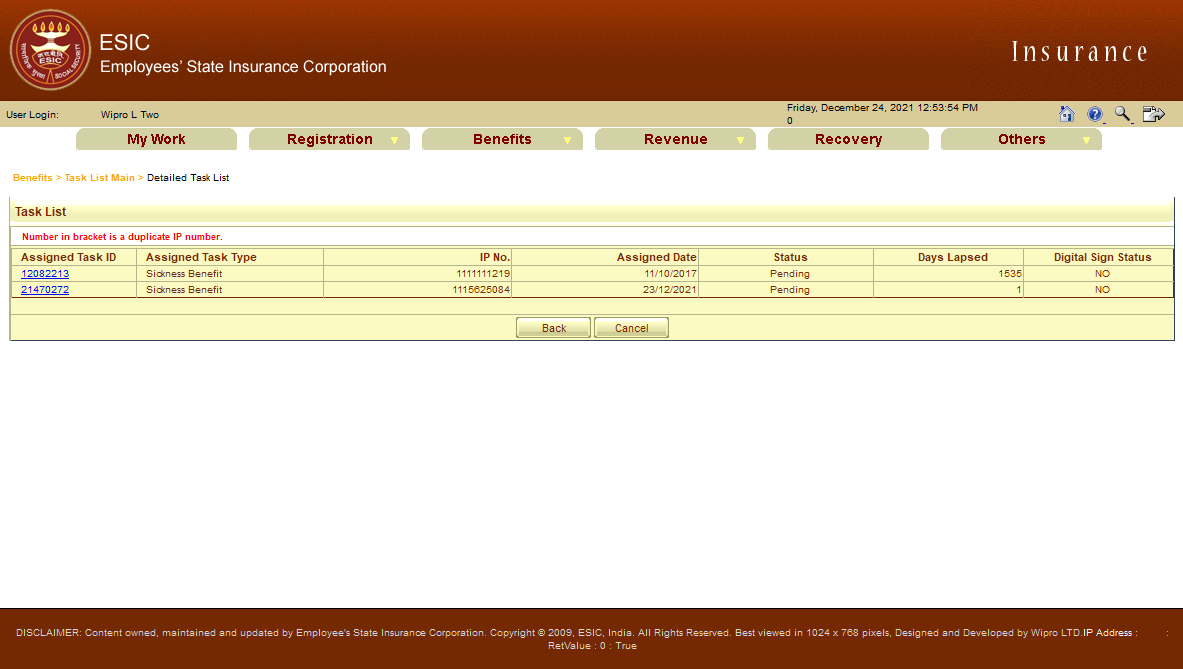 ESIC
Employees' State Insurance Corporation
Insurance
ESIC
SOCIAL SECURITY
User Login: Wipro L Two
Friday, December 24, 2021 12:53:54 PM
0
My Work Registration Benefits Revenue Recovery Others
Benefits > Task List Main > Detailed Task List
Task List
Number in bracket is a duplicate IP number.
Assigned Task ID Assigned Task Type IP No. Assigned Date Status Days Lapsed Digital Sign Status
12082213 Sickness Benefit 1111111219 11/10/2017 Pending 1535 NO
21470272 Sickness Benefit 1115625084 23/12/2021 Pending 1 NO
Back Cancel
DISCLAIMER: Content owned, maintained and updated by Employee's State Insurance Corporation. Copyright © 2009, ESIC, India. All Rights Reserved. Best viewed in 1024 x 768 pixels, Designed and Developed by Wipro LTD.IP Address : :
RetValue : 0 : True